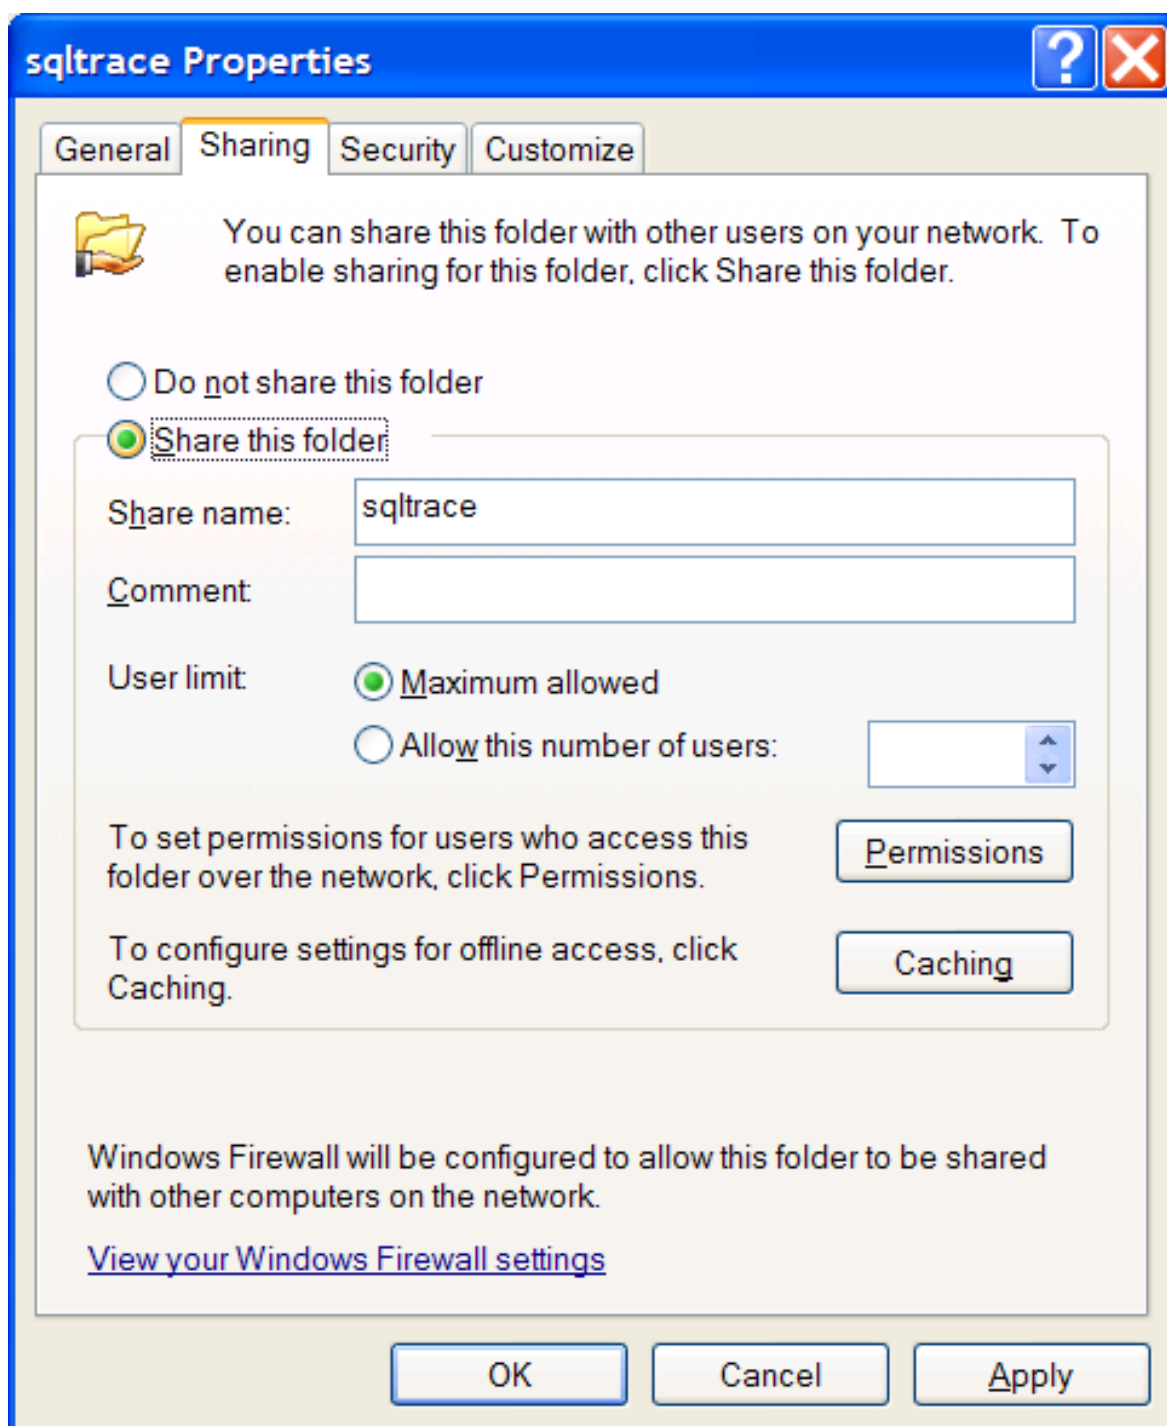 sqltrace Properties
General Sharing Security Customize
You can share this folder with other users on your network.  To
enable sharing for this folder, click Share this folder.
Do not share this folder
Share this folder
Share name: sqltrace
Comment:
User limit: Maximum allowed
Allow this number of users:
To set permissions for users who access this
folder over the network, click Permissions.
Permissions
To configure settings for offline access, click
Caching.
Caching
Windows Firewall will be configured to allow this folder to be shared
with other computers on the network.
View your Windows Firewall settings
OK Cancel Apply